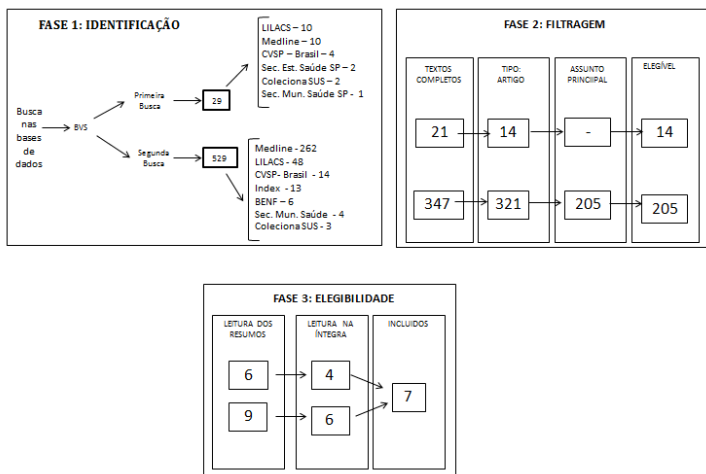 FASE 1: IDENTIFICAÇÃO
Busca
nas
bases
de
dados
BVS
Primeira
Busca
29
LILACS – 10
Medline – 10
CVSP – Brasil – 4
Sec. Est. Saúde SP – 2
Coleciona SUS – 2
Sec. Mun. Saúde SP - 1
Segunda
Busca
529
Medline - 262
LILACS - 48
CVSP- Brasil - 14
Index - 13
BENF – 6
Sec. Mun. Saúde - 4
Coleciona SUS - 3
FASE 2: FILTRAGEM
TEXTOS
COMPLETOS
21
347
TIPO:
ARTIGO
14
321
ASSUNTO
PRINCIPAL
-
205
ELEGÍVEL
14
205
FASE 3: ELEGIBILIDADE
LEITURA DOS
RESUMOS
6
9
LEITURA NA
ÍNTEGRA
4
6
INCLUIDOS
7